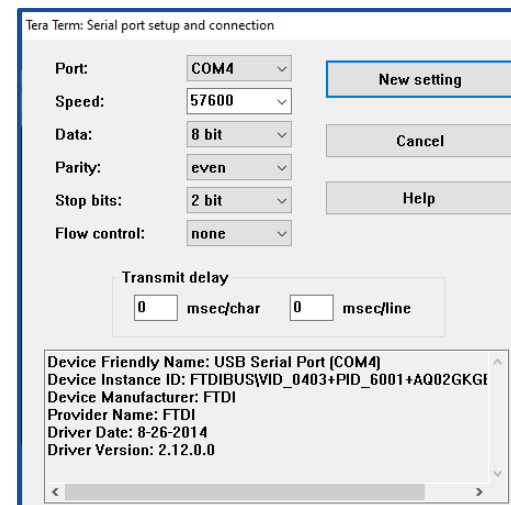 Tera Term: Serial port setup and connection
Port: COM4
New setting
Speed: 57600
Data: 8 bit
Cancel
Parity: even
Stop bits: 2 bit
Help
Flow control: none
Transmit delay
0 msec/char 0 msec/line
Device Friendly Name: USB Serial Port (COM4)
Device Instance ID: FTDIBUS\VID_0403+PID_6001+AQ02GKGE
Device Manufacturer: FTDI
Provider Name: FTDI
Driver Date: 8-26-2014
Driver Version: 2.12.0.0